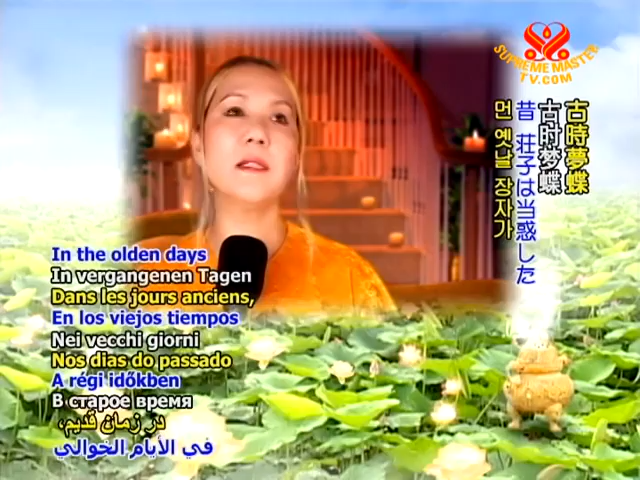 SUPREME MASTER
TV.COM
古時夢蝶
古时梦蝶
昔 荘子は当惑した
먼 옛날 장자가
In the olden days
In vergangenen Tagen
Dans les jours anciens,
En los viejos tiempos
Nei vecchi giorni
Nos dias do passado
A régi időkben
В старое время
در زمان قدیم،
في الأيام الخوالي